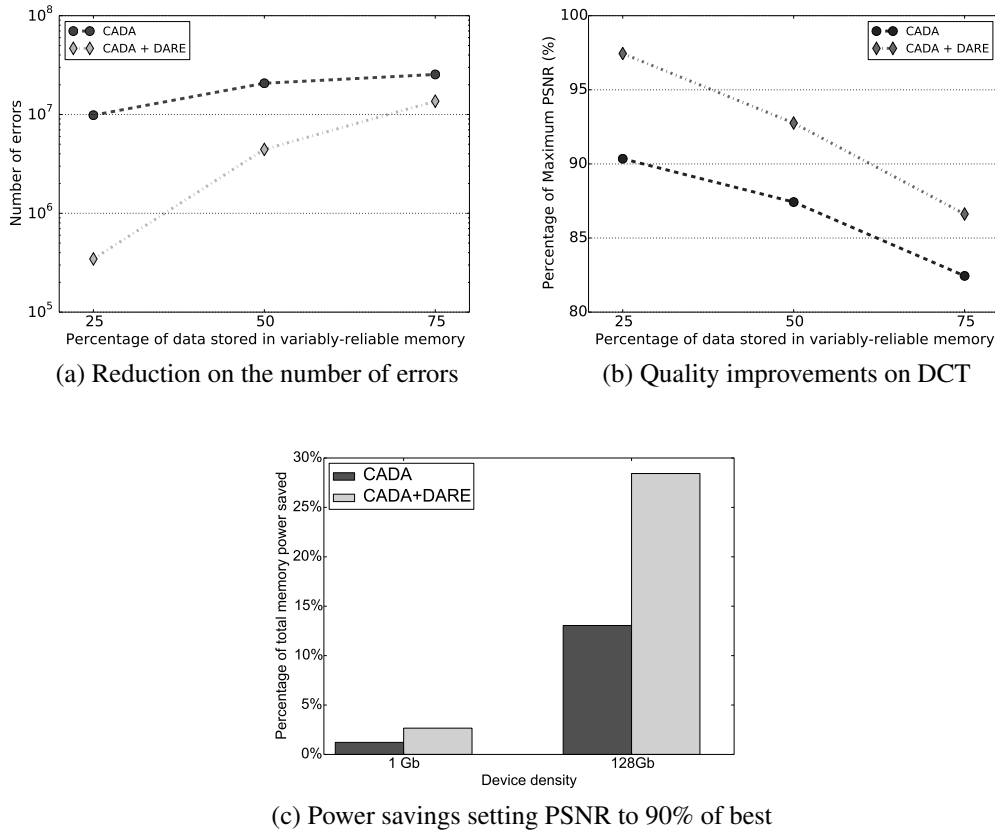 10^8
10^7
10^6
10^5
Number of errors
CADA
CADA + DARE
25
50
75
Percentage of data stored in variably-reliable memory
(a) Reduction on the number of errors
100
95
90
85
80
Percentage of Maximum PSNR (%)
CADA
CADA + DARE
25
50
75
Percentage of data stored in variably-reliable memory
(b) Quality improvements on DCT
30%
25%
20%
15%
10%
5%
0%
Percentage of total memory power saved
CADA
CADA+DARE
1 Gb
128Gb
Device density
(c) Power savings setting PSNR to 90% of best